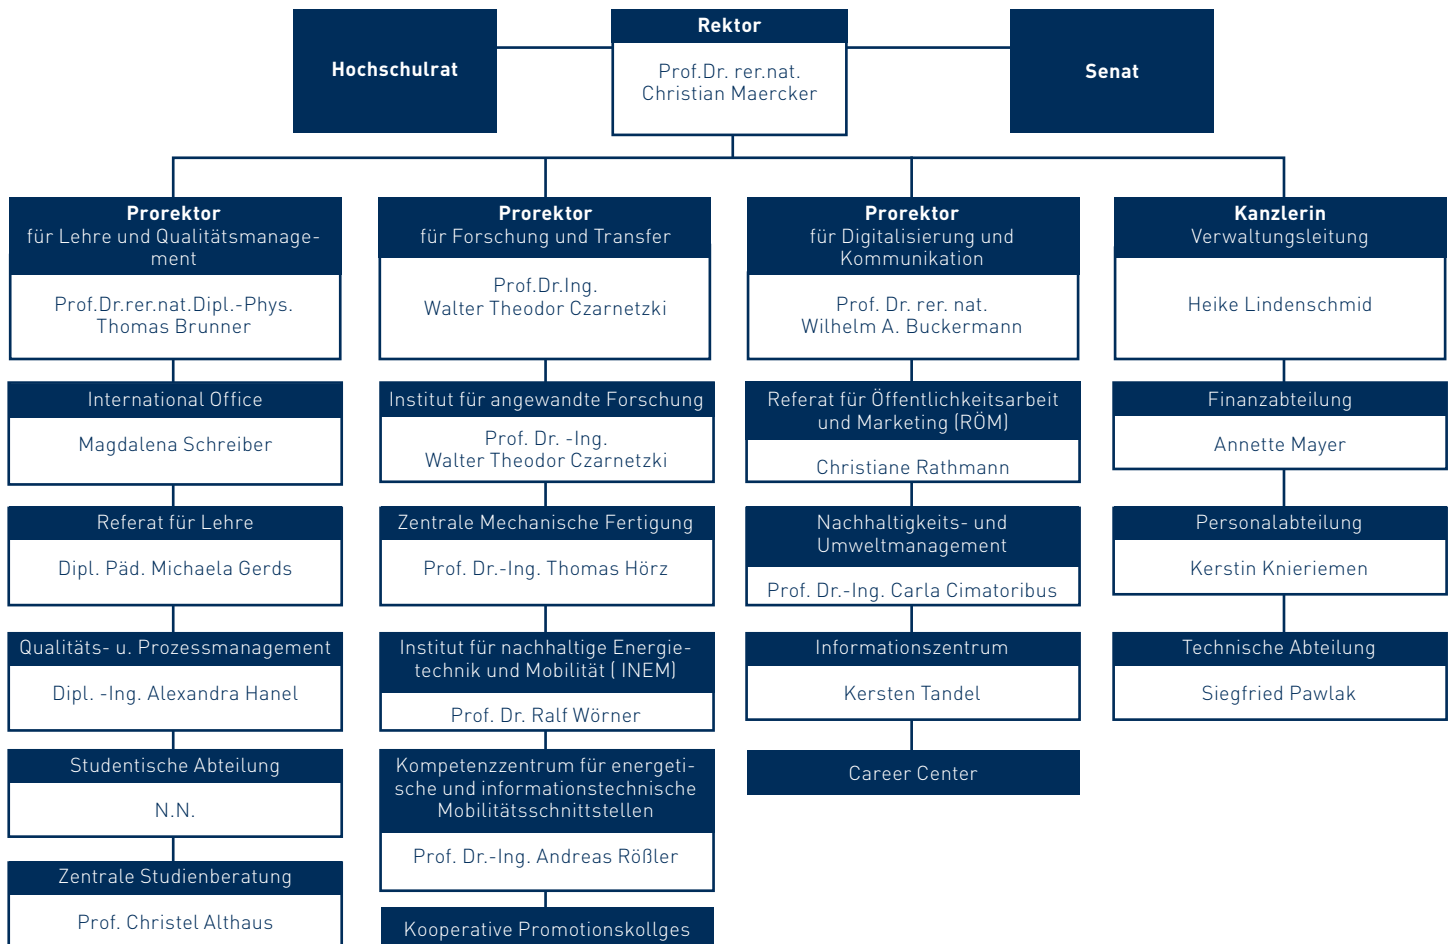 Hochschulrat
Rektor
Prof.Dr. rer.nat.
Christian Maercker
Senat
Prorektor
für Lehre und Qualitätsmanage-
ment
Prof.Dr.rer.nat.Dipl.-Phys.
Thomas Brunner
International Office
Magdalena Schreiber
Referat für Lehre
Dipl. Päd. Michaela Gerds
Qualitäts- u. Prozessmanagement
Dipl. -Ing. Alexandra Hanel
Studentische Abteilung
N.N.
Zentrale Studienberatung
Prof. Christel Althaus
Prorektor
für Forschung und Transfer
Prof.Dr.Ing.
Walter Theodor Czarnetzki
Institut für angewandte Forschung
Prof. Dr. -Ing.
Walter Theodor Czarnetzki
Zentrale Mechanische Fertigung
Prof. Dr.-Ing. Thomas Hörz
Institut für nachhaltige Energie-
technik und Mobilität ( INEM)
Prof. Dr. Ralf Wörner
Kompetenzzentrum für energeti-
sche und informationstechnische
Mobilitätsschnittstellen
Prof. Dr.-Ing. Andreas Rößler
Kooperative Promotionskollges
Prorektor
für Digitalisierung und
Kommunikation
Prof. Dr. rer. nat.
Wilhelm A. Buckermann
Referat für Öffentlichkeitsarbeit
und Marketing (RÖM)
Christiane Rathmann
Nachhaltigkeits- und
Umweltmanagement
Prof. Dr.-Ing. Carla Cimatoribus
Informationszentrum
Kersten Tandel
Career Center
Kanzlerin
Verwaltungsleitung
Heike Lindenschmid
Finanzabteilung
Annette Mayer
Personalabteilung
Kerstin Knieriemen
Technische Abteilung
Siegfried Pawlak